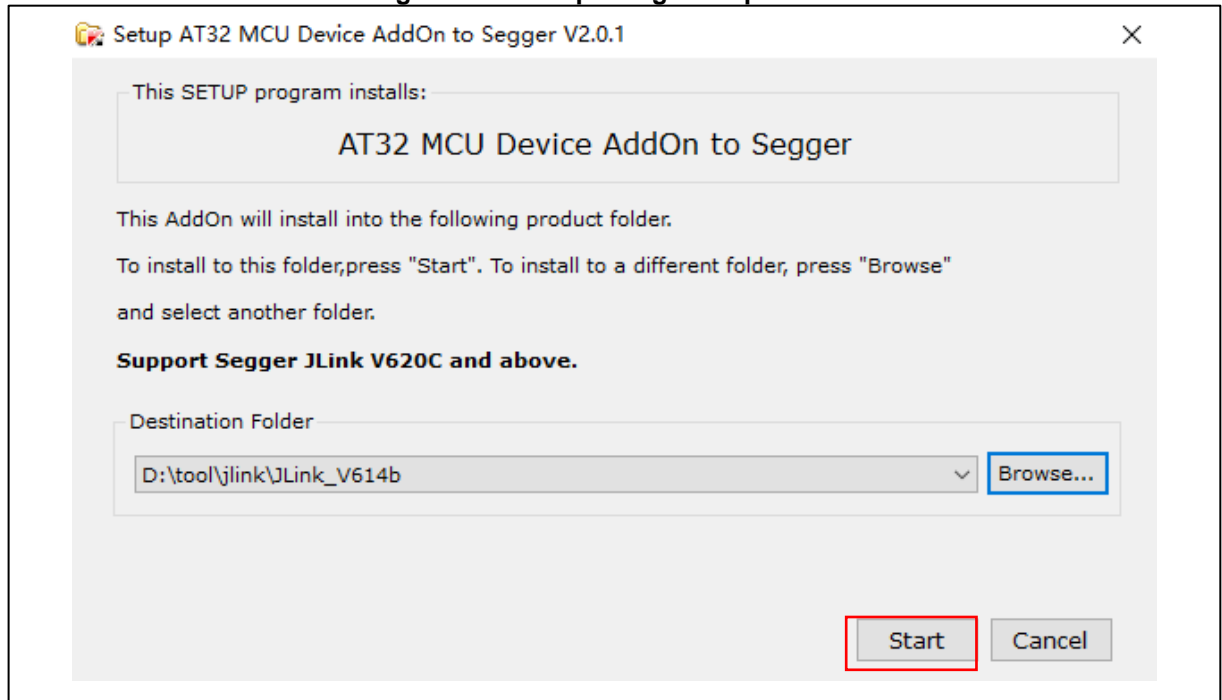 Setup AT32 MCU Device AddOn to Segger V2.0.1
This SETUP program installs:
AT32 MCU Device AddOn to Segger
This AddOn will install into the following product folder.
To install to this folder,press "Start". To install to a different folder, press "Browse"
and select another folder.
Support Segger JLink V620C and above.
Destination Folder
D:\tool\jlink\JLink_V614b
Browse...
Start
Cancel